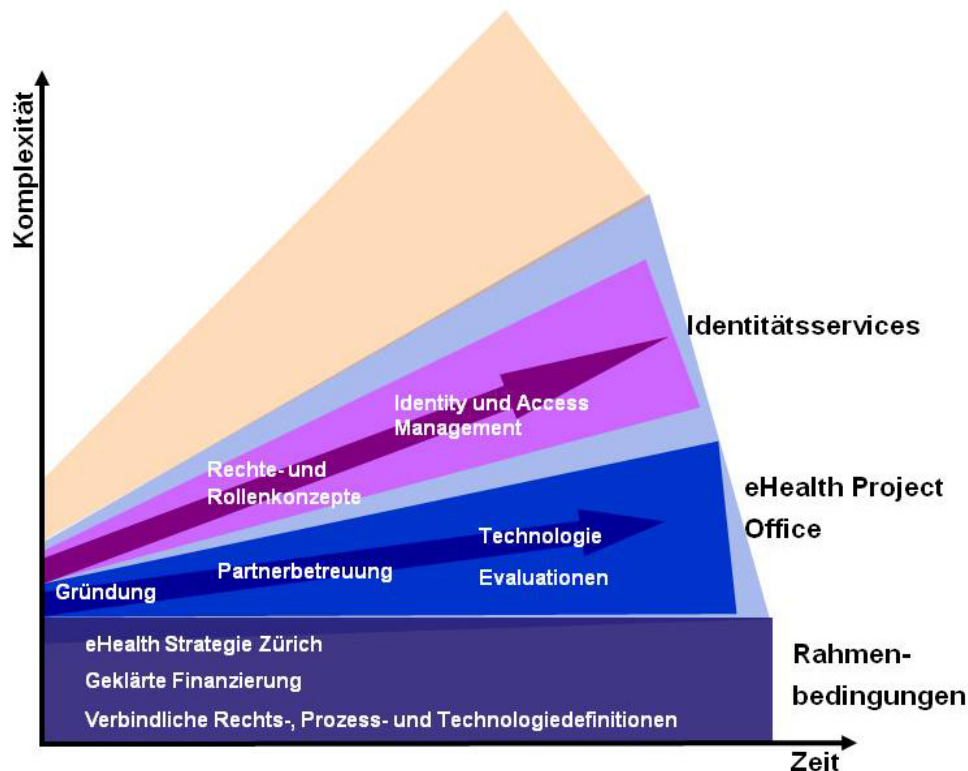 Komplexität
Identitätsservices
Identity und Access
Management
Rechte- und
Rollenkonzepte
eHealth Project
Office
Technologie
Partnerbetreuung
Evaluationen
Gründung
eHealth Strategie Zürich
Geklärte Finanzierung
Verbindliche Rechts-, Prozess- und Technologiedefinitionen
Rahmen-
bedingungen
Zeit